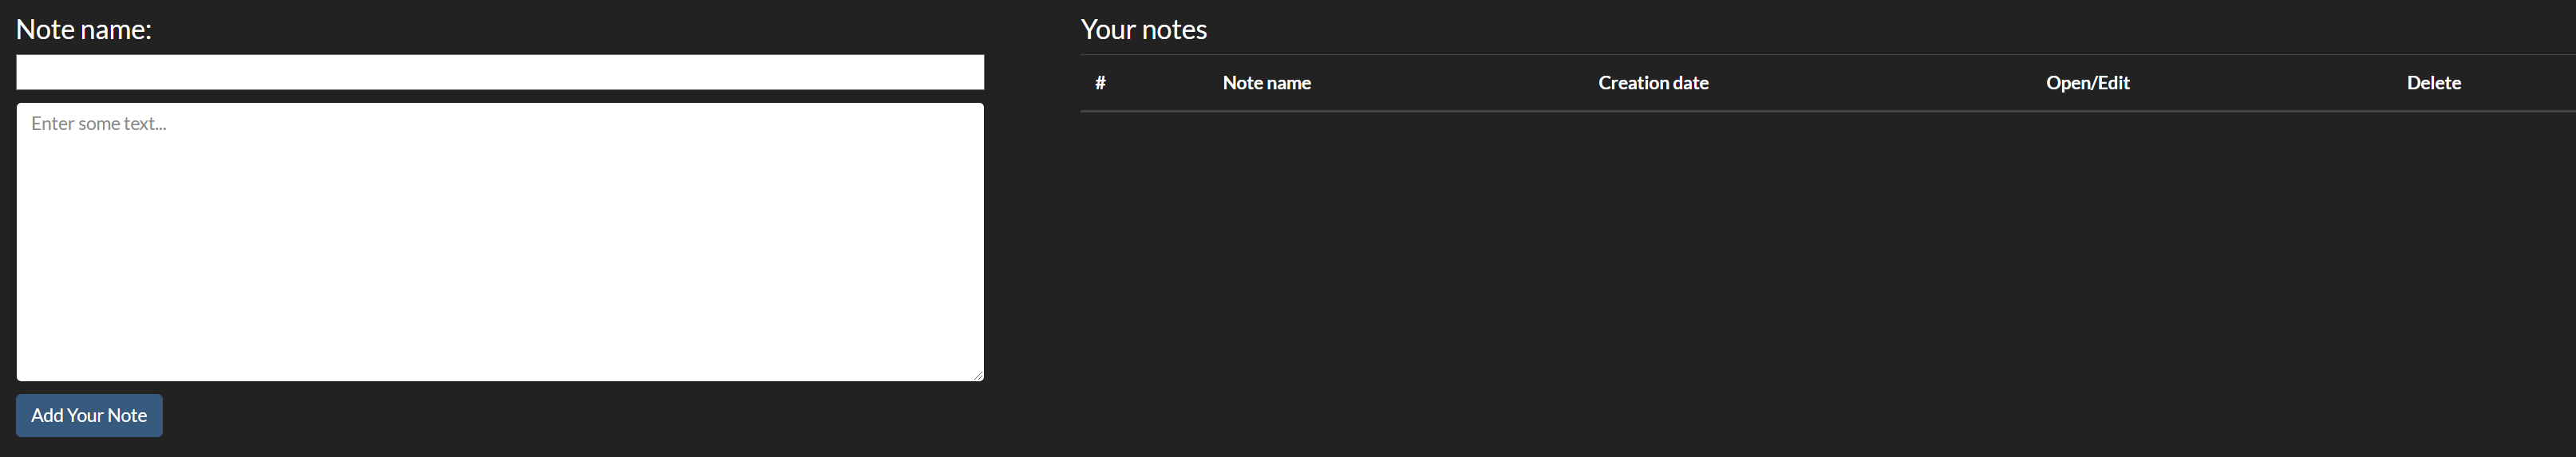 Note name:
Enter some text...
Add Your Note
Your notes
# Note name Creation date Open/Edit Delete